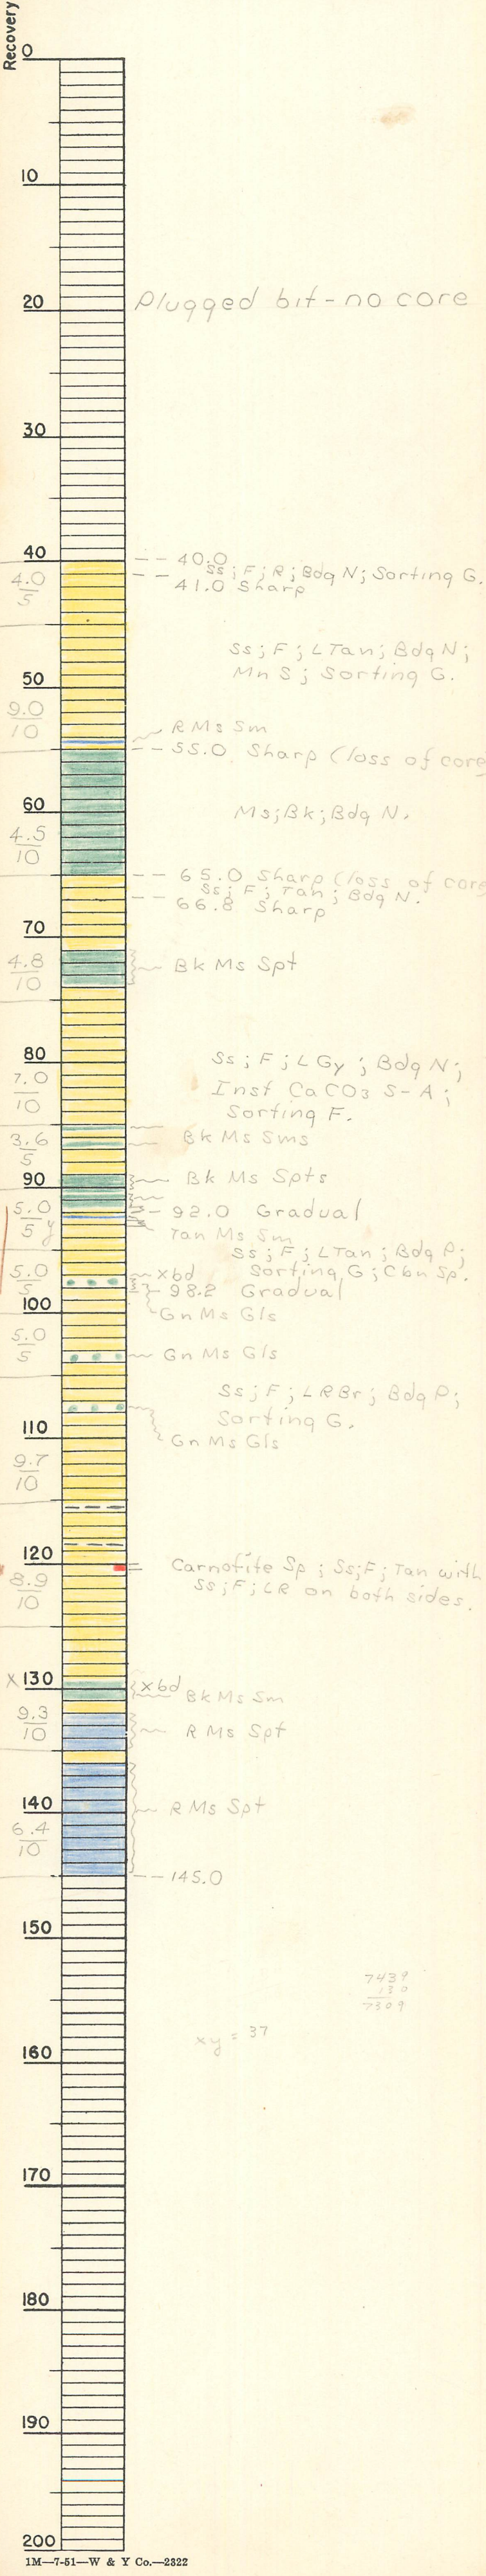 Recovery
0
10
Plugged bit - no core
20
30
40
-- 40.0
Ss; F; R; Bdg N; Sorting G.
4.0
5
-- 41.0 Sharp
Ss; F; L Tan; Bdg N;
Mn S; Sorting G.
50
9.0
10
R Ms Sm
-- 55.0 Sharp (loss of core
60
Ms; Bk; Bdg N.
4.5
10
-- 65.0 Sharp (loss of core
Ss; F; Tan; Bdg N.
-- 66.8 Sharp
70
4.8
10
Bk Ms Spt
80
Ss; F; L Gy; Bdg N;
7.0
10
Inst CaCO3 S-A;
Sorting F.
3.6
5
Bk Ms Sms
90
Bk Ms Spts
5.0
5 y
-- 92.0 Gradual
Tan Ms Sm
Ss; F; L Tan; Bdg P;
5.0
5
xbd
Sorting G; Cbn Sp.
-- 98.2 Gradual
100
Gn Ms Gls
5.0
5
Gn Ms Gls
Ss; F; L R Br; Bdg P;
Sorting G.
110
Gn Ms Gls
9.7
10
120
Carnotite Sp; Ss; F; Tan with
8.9
10
Ss; F; LR on both sides.
X 130
xbd
Bk Ms Sm
9.3
10
R Ms Spt
140
R Ms Spt
6.4
10
-- 145.0
150
7439
130
7309
xy = 37
160
170
180
190
200
1M—7-51—W & Y Co.—2322